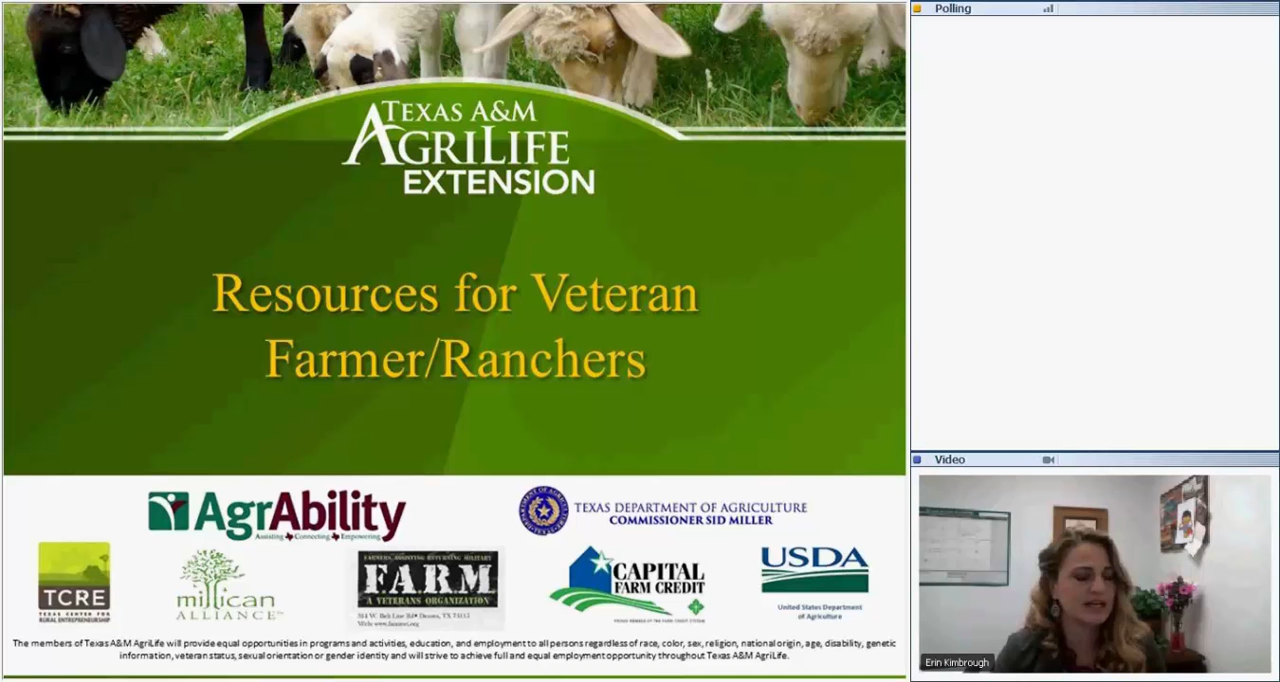 TEXAS A&M
AGRILIFE
EXTENSION
Resources for Veteran
Farmer/Ranchers
AgrAbility
Assisting Connecting Empowering
TEXAS DEPARTMENT OF AGRICULTURE
COMMISSIONER SID MILLER
TCRE
TEXAS CENTER FOR
RURAL ENTREPRENEURSHIP
millican
ALLIANCE
FARMERS ASSISTING RETURNING MILITARY
F.A.R.M
A VETERANS ORGANIZATION
CAPITAL
FARM CREDIT
USDA
United States Department
of Agriculture
The members of Texas A&M AgriLife will provide equal opportunities in programs and activities, education, and employment to all persons regardless of race, color, sex, religion, national origin, age, disability, genetic
information, veteran status, sexual orientation or gender identity and will strive to achieve full and equal employment opportunity throughout Texas A&M AgriLife.
Polling
Video
Erin Kimbrough